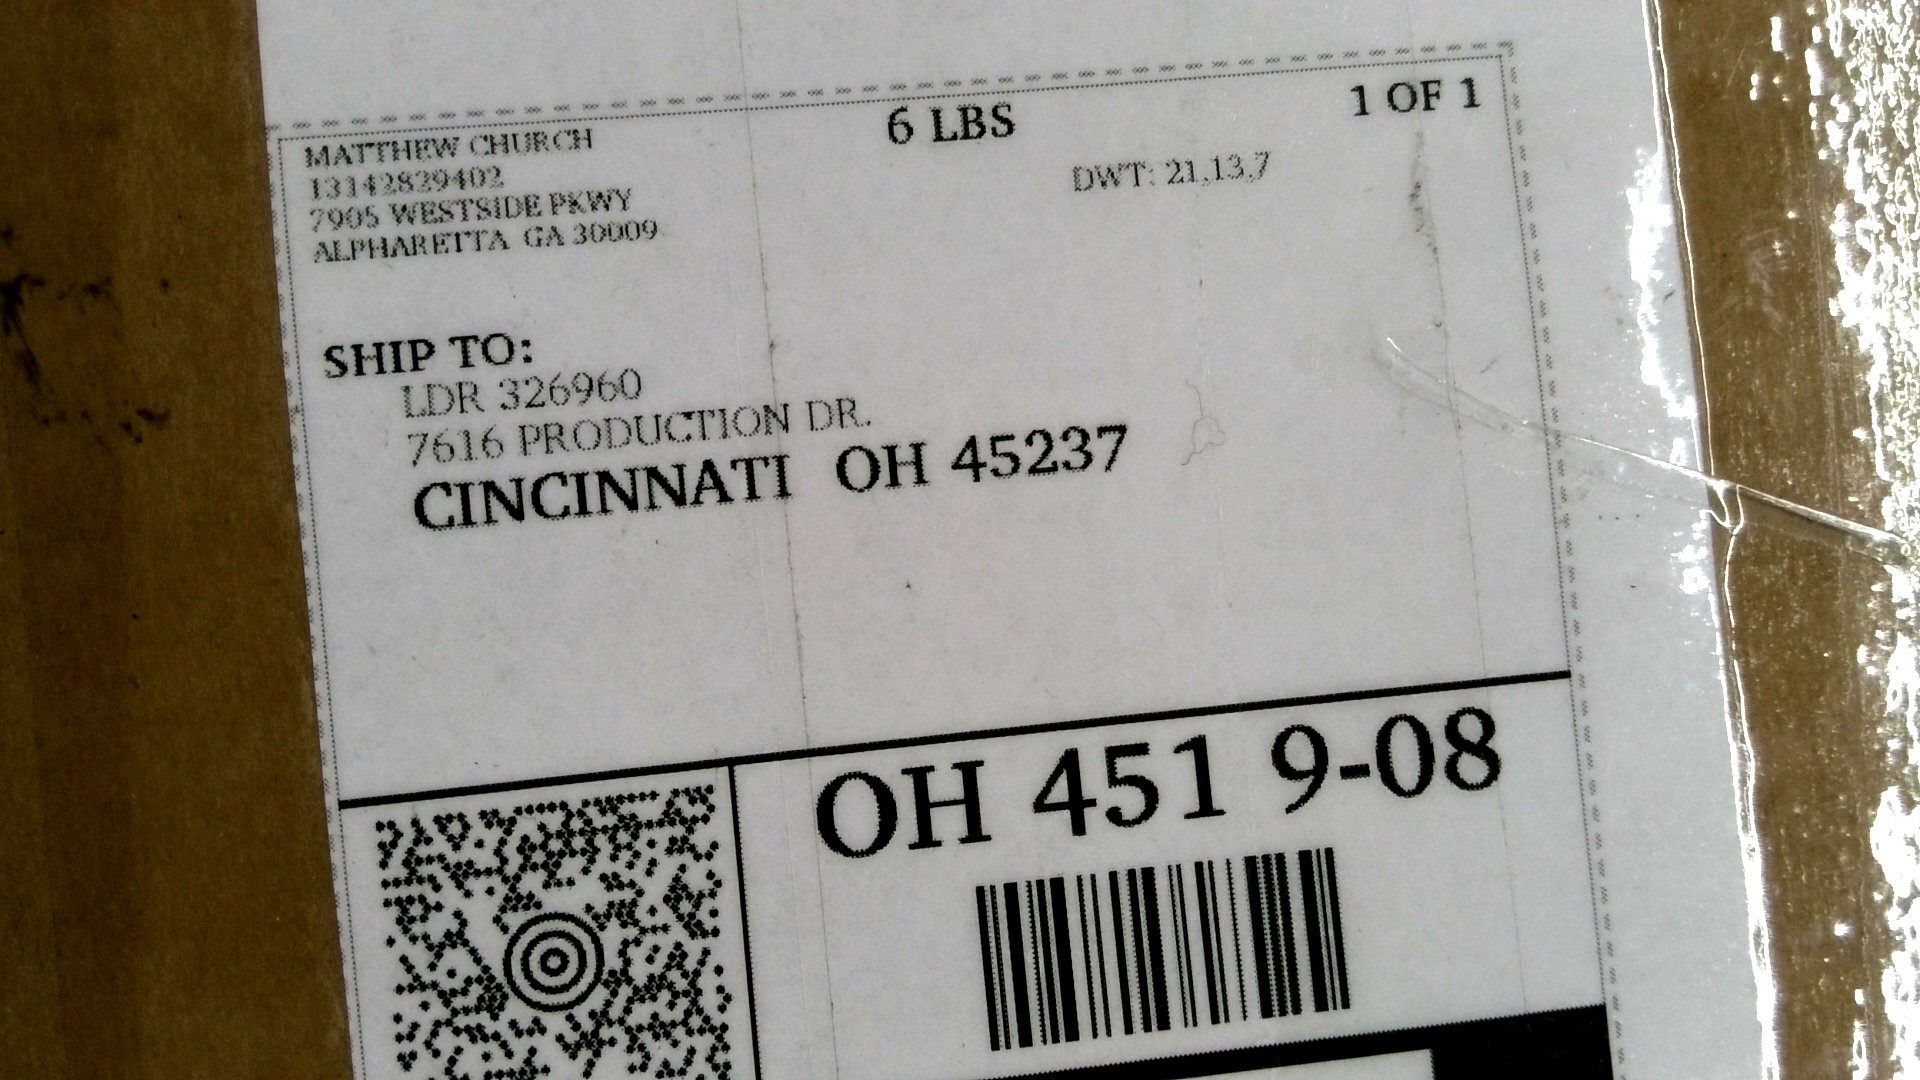 MATTHEW CHURCH
13142829402
7905 WESTSIDE PKWY
ALPHARETTA GA 30009
6 LBS
1 OF 1
DWT: 21,13,7
SHIP TO:
LDR 326960
7616 PRODUCTION DR.
CINCINNATI OH 45237
OH 451 9-08